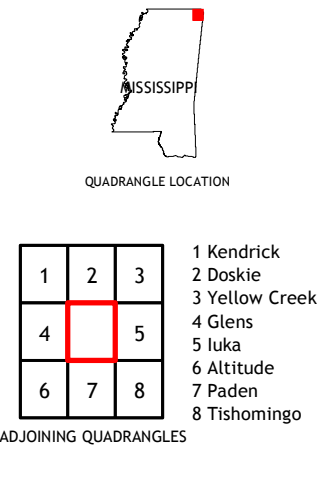 MISSISSIPPI
QUADRANGLE LOCATION
1 2 3
4 5
6 7 8
1 Kendrick
2 Doskie
3 Yellow Creek
4 Glens
5 Iuka
6 Altitude
7 Paden
8 Tishomingo
ADJOINING QUADRANGLES